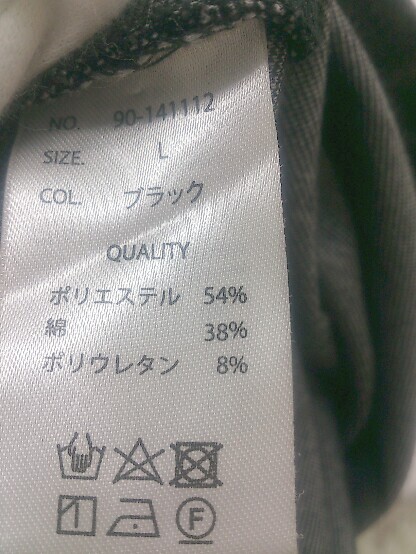 NO. 90-141112
SIZE. L
COL. ブラック
QUALITY
ポリエステル 54%
綿 38%
ポリウレタン 8%
F